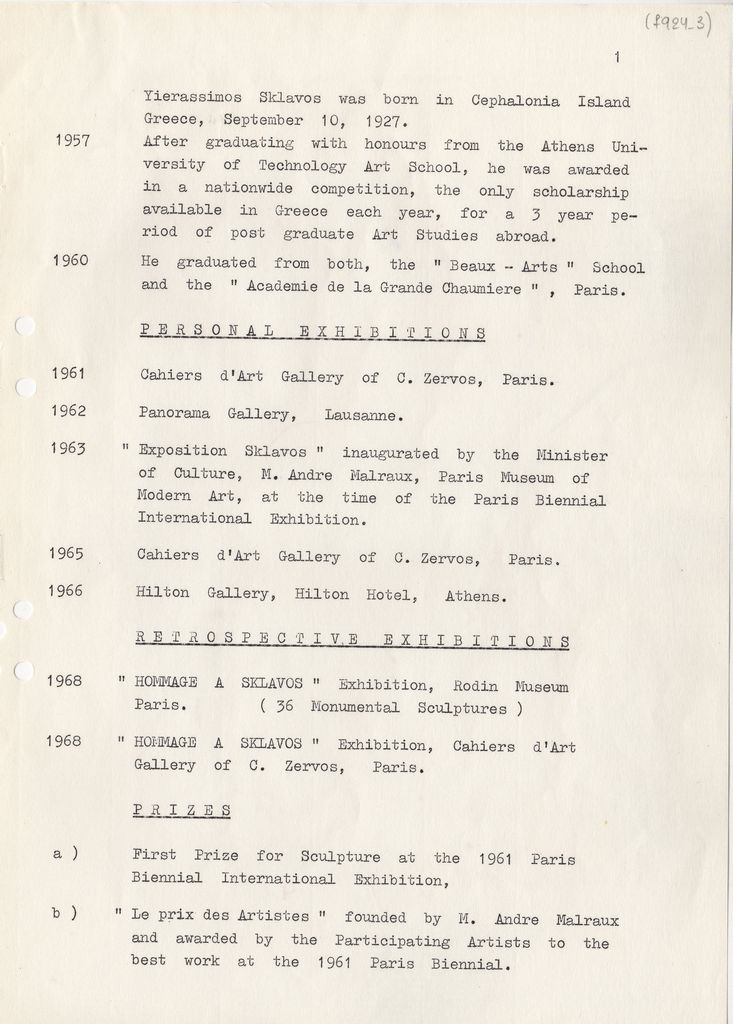 (f924_3)
1
Yierassimos Sklavos was born in Cephalonia Island
Greece, September 10, 1927.
1957 After graduating with honours from the Athens Uni-
versity of Technology Art School, he was awarded
in a nationwide competition, the only scholarship
available in Greece each year, for a 3 year pe-
riod of post graduate Art Studies abroad.
1960 He graduated from both, the " Beaux - Arts " School
and the " Academie de la Grande Chaumiere " , Paris.
P E R S O N A L   E X H I B I T I O N S
1961 Cahiers d'Art Gallery of C. Zervos, Paris.
1962 Panorama Gallery, Lausanne.
1963 " Exposition Sklavos " inaugurated by the Minister
of Culture, M. Andre Malraux, Paris Museum of
Modern Art, at the time of the Paris Biennial
International Exhibition.
1965 Cahiers d'Art Gallery of C. Zervos, Paris.
1966 Hilton Gallery, Hilton Hotel, Athens.
R E T R O S P E C T I V E   E X H I B I T I O N S
1968 " HOMMAGE A SKLAVOS " Exhibition, Rodin Museum
Paris. ( 36 Monumental Sculptures )
1968 " HOMMAGE A SKLAVOS " Exhibition, Cahiers d'Art
Gallery of C. Zervos, Paris.
P R I Z E S
a ) First Prize for Sculpture at the 1961 Paris
Biennial International Exhibition,
b ) " Le prix des Artistes " founded by M. Andre Malraux
and awarded by the Participating Artists to the
best work at the 1961 Paris Biennial.